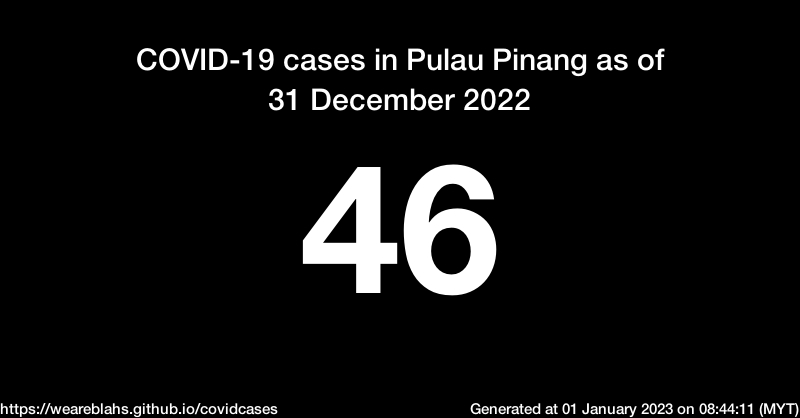 COVID-19 cases in Pulau Pinang as of
31 December 2022
46
https://weareblahs.github.io/covidcases
Generated at 01 January 2023 on 08:44:11 (MYT)